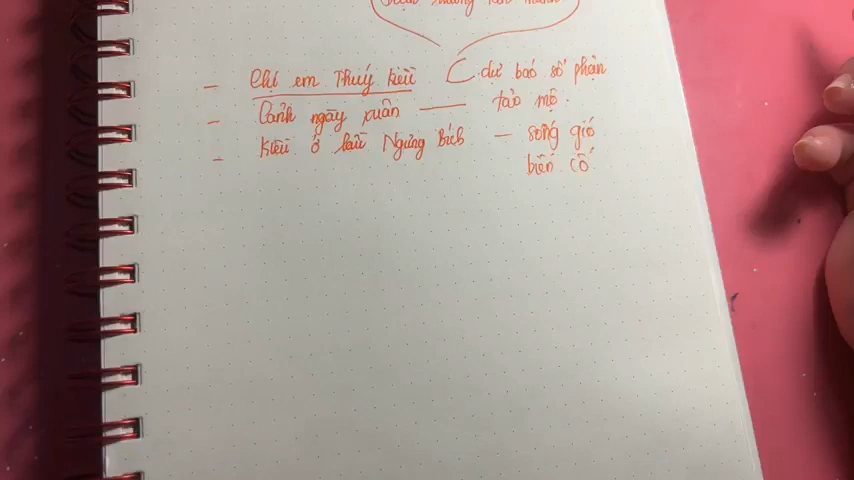 - Chị em Thuý Kiều dự báo số phận
- Cảnh ngày xuân — tảo mộ.
- Kiều ở lầu Ngưng Bích - sóng gió
biến cố